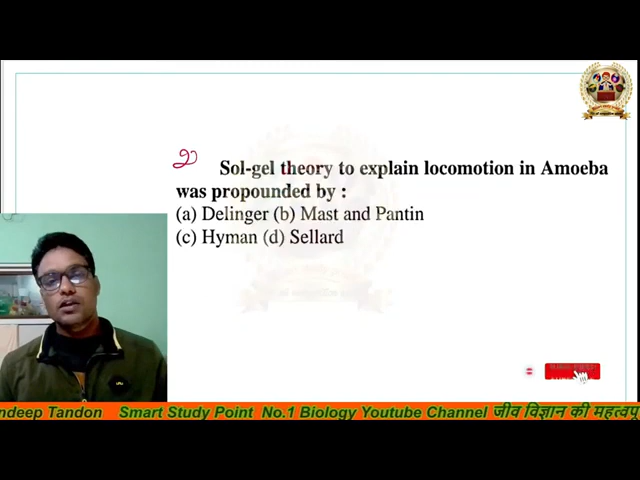 2
Sol-gel theory to explain locomotion in Amoeba
was propounded by :
(a) Delinger (b) Mast and Pantin
(c) Hyman (d) Sellard
ndeep Tandon Smart Study Point No.1 Biology Youtube Channel जीव विज्ञान की महत्वपू